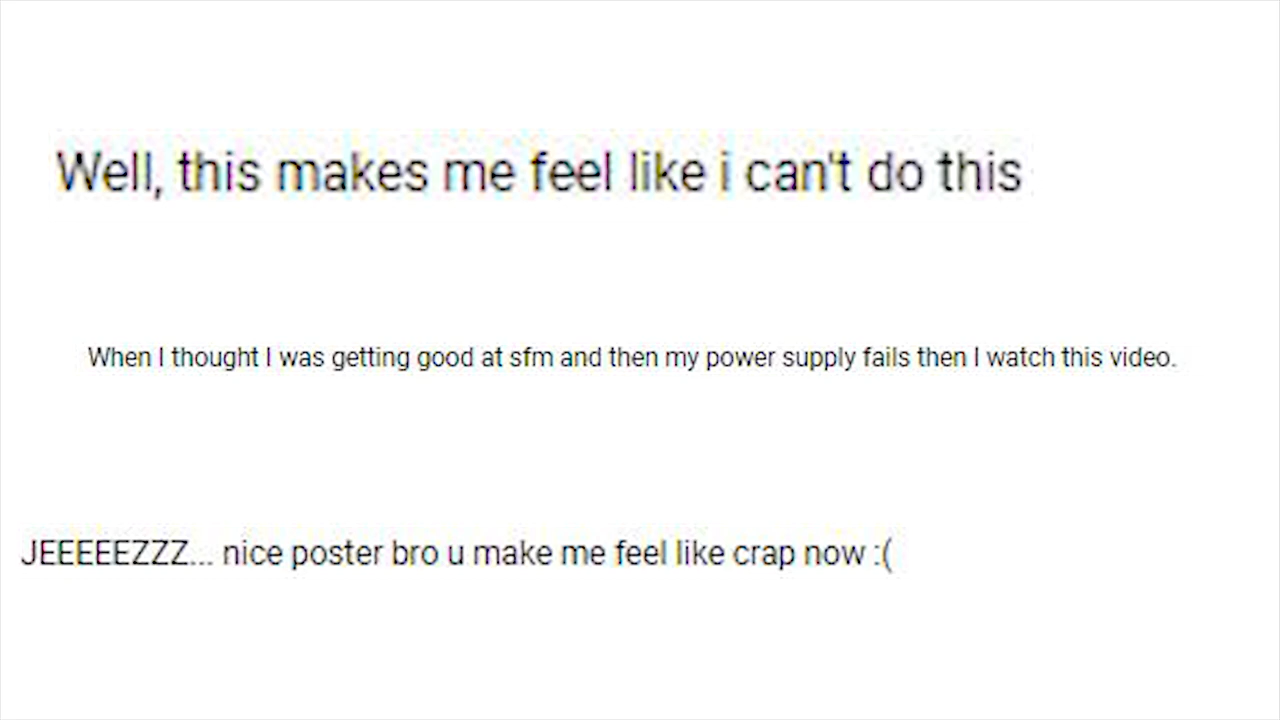 Well, this makes me feel like i can't do this
When I thought I was getting good at sfm and then my power supply fails then I watch this video.
JEEEEEZZZ... nice poster bro u make me feel like crap now :(